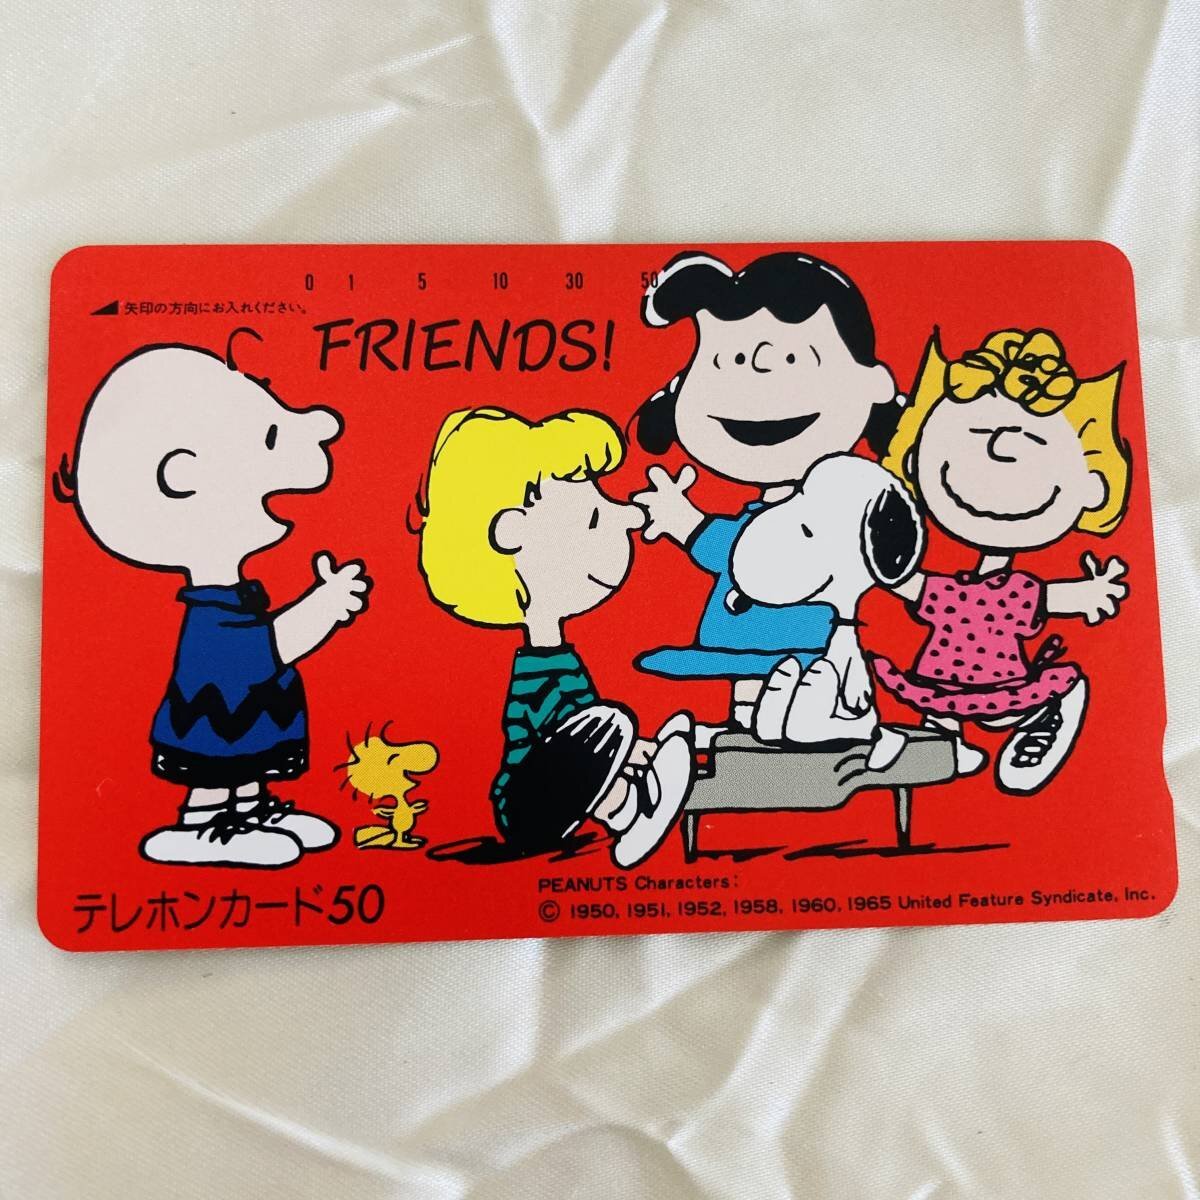 0 1 5 10 30 50
矢印の方向にお入れください。
FRIENDS!
テレホンカード50
PEANUTS Characters:
© 1950, 1951, 1952, 1958, 1960, 1965 United Feature Syndicate, Inc.